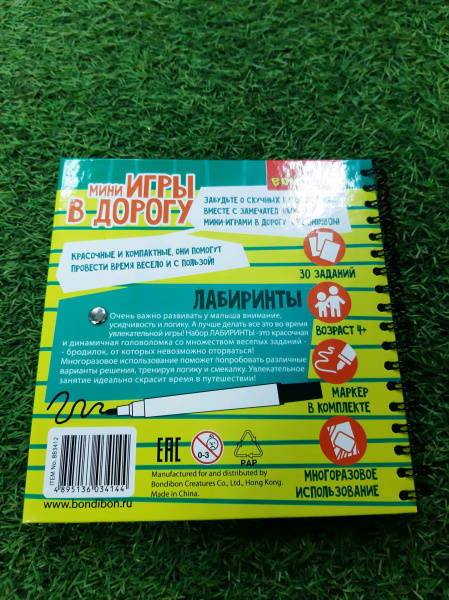 МИНИ ИГРЫ
В ДОРОГУ
ЗАБУДЬТЕ О СКУЧНЫХ
ВМЕСТЕ С
МИНИ-ИГРАМИ В ДОРОГУ
КРАСОЧНЫЕ И КОМПАКТНЫЕ, ОНИ ПОМОГУТ
ПРОВЕСТИ ВРЕМЯ ВЕСЕЛО И С ПОЛЬЗОЙ!
30 ЗАДАНИЙ
ЛАБИРИНТЫ
Очень важно развивать у малыша внимание,
усидчивость и логику. А лучше делать все это во время
увлекательной игры! Набор ЛАБИРИНТЫ -это красочная
и динамичная головоломка со множеством веселых заданий -
- бродилок, от которых невозможно оторваться!
Многоразовое использование поможет попробовать различные
варианты решения, тренируя логику и смекалку. Увлекательное
занятие идеально скрасит время в путешествии!
ВОЗРАСТ 4+
МАРКЕР
В КОМПЛЕКТЕ
МНОГОРАЗОВОЕ
ИСПОЛЬЗОВАНИЕ
ITEM No. ВВ3412
4895136034144
www.bondibon.ru
EAC
0-3
PAP
Manufactured for and distributed by
Bondibon Creatures Co., Ltd., Hong Kong.
Made in China.